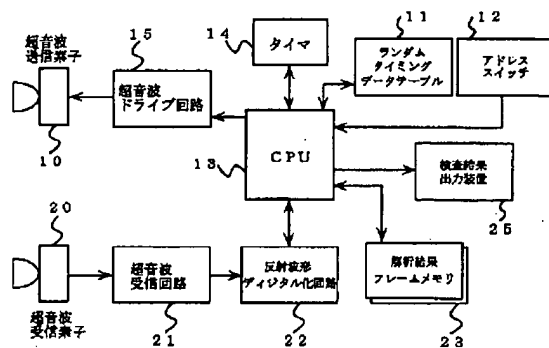 超音波
送信素子
10
15
超音波
ドライブ回路
14
タイマ
11
ランダム
タイミング
データテーブル
12
アドレス
スイッチ
13
CPU
検査結果
出力装置
25
20
超音波
受信素子
超音波
受信回路
21
反射波形
ディジタル化回路
22
解析結果
フレームメモリ
23